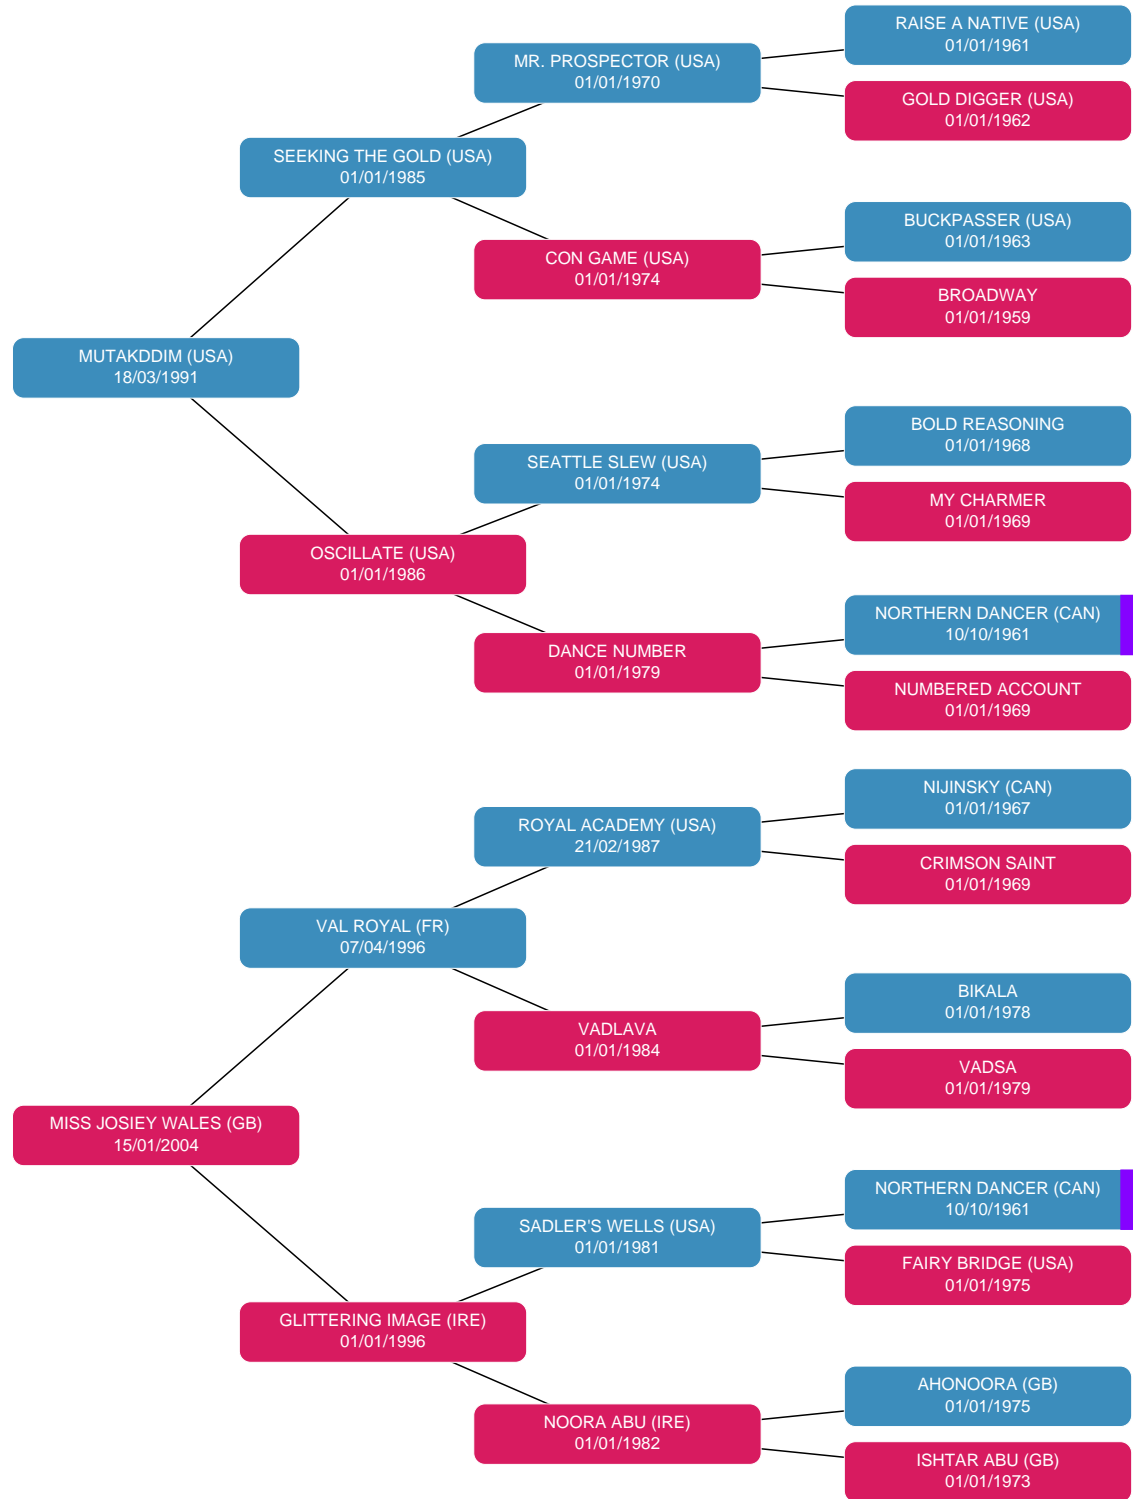 RAISE A NATIVE (USA)
01/01/1961
MR. PROSPECTOR (USA)
01/01/1970
GOLD DIGGER (USA)
01/01/1962
SEEKING THE GOLD (USA)
01/01/1985
BUCKPASSER (USA)
01/01/1963
CON GAME (USA)
01/01/1974
BROADWAY
01/01/1959
MUTAKDDIM (USA)
18/03/1991
BOLD REASONING
01/01/1968
SEATTLE SLEW (USA)
01/01/1974
MY CHARMER
01/01/1969
OSCILLATE (USA)
01/01/1986
NORTHERN DANCER (CAN)
10/10/1961
DANCE NUMBER
01/01/1979
NUMBERED ACCOUNT
01/01/1969
NIJINSKY (CAN)
01/01/1967
ROYAL ACADEMY (USA)
21/02/1987
CRIMSON SAINT
01/01/1969
VAL ROYAL (FR)
07/04/1996
BIKALA
01/01/1978
VADLAVA
01/01/1984
VADSA
01/01/1979
MISS JOSIEY WALES (GB)
15/01/2004
NORTHERN DANCER (CAN)
10/10/1961
SADLER'S WELLS (USA)
01/01/1981
FAIRY BRIDGE (USA)
01/01/1975
GLITTERING IMAGE (IRE)
01/01/1996
AHONOORA (GB)
01/01/1975
NOORA ABU (IRE)
01/01/1982
ISHTAR ABU (GB)
01/01/1973